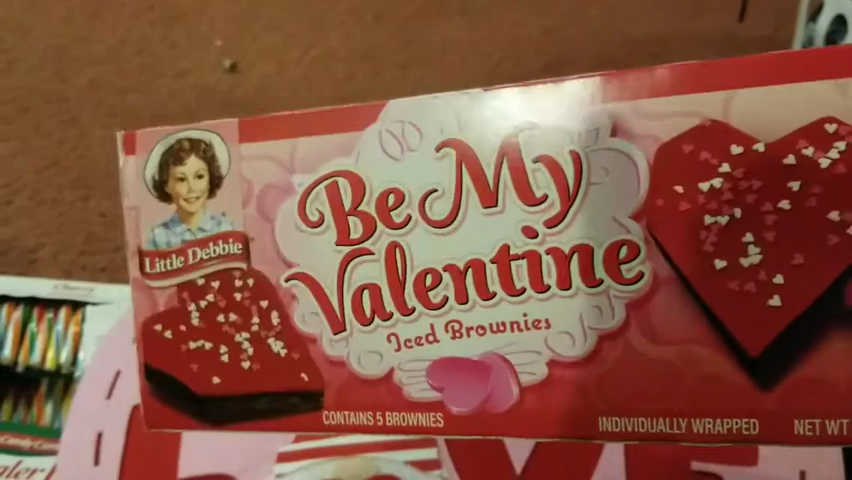 Be My
Valentine
Little Debbie
Iced Brownies
CONTAINS 5 BROWNIES
INDIVIDUALLY WRAPPED
NET WT